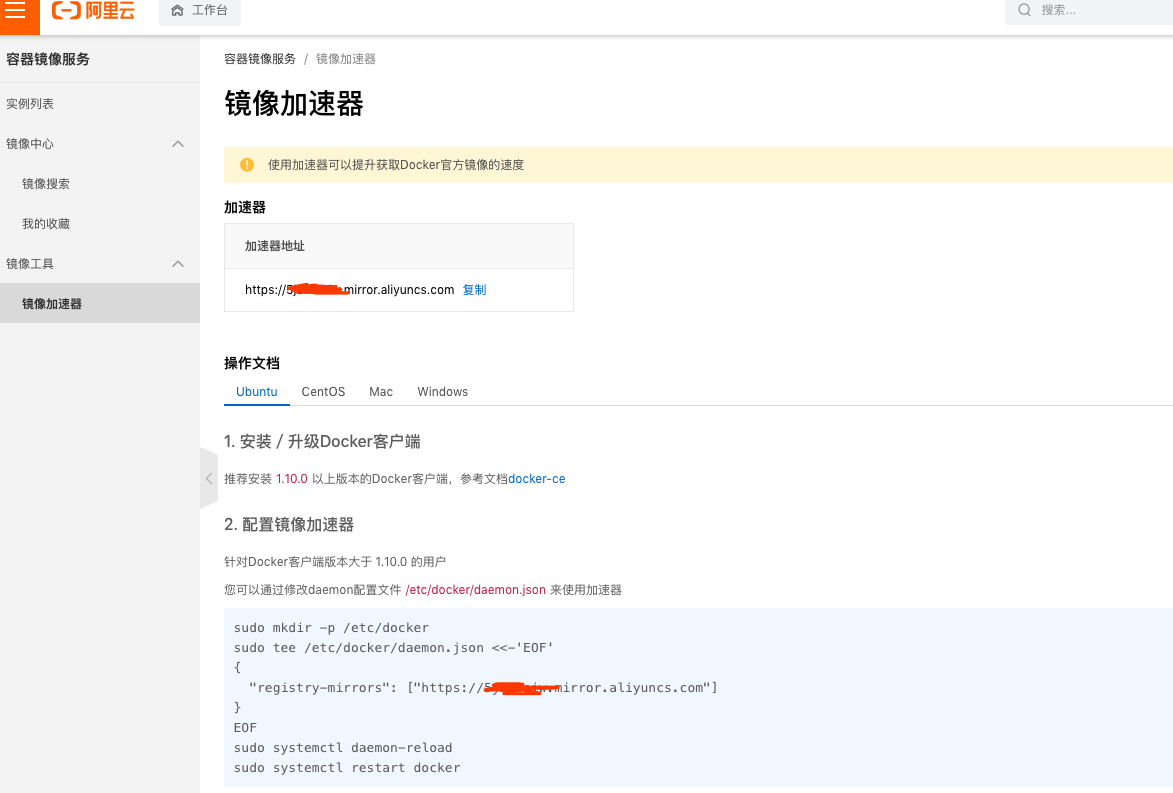 阿里云
工作台
搜索...
容器镜像服务
实例列表
镜像中心
镜像搜索
我的收藏
镜像工具
镜像加速器
容器镜像服务 / 镜像加速器
镜像加速器
使用加速器可以提升获取Docker官方镜像的速度
加速器
加速器地址
https://5j .mirror.aliyuncs.com 复制
操作文档
Ubuntu CentOS Mac Windows
1. 安装 / 升级Docker客户端
推荐安装 1.10.0 以上版本的Docker客户端，参考文档docker-ce
2. 配置镜像加速器
针对Docker客户端版本大于 1.10.0 的用户
您可以通过修改daemon配置文件 /etc/docker/daemon.json 来使用加速器
sudo mkdir -p /etc/docker
sudo tee /etc/docker/daemon.json <<-'EOF'
{
"registry-mirrors": ["https://5j .mirror.aliyuncs.com"]
}
EOF
sudo systemctl daemon-reload
sudo systemctl restart docker